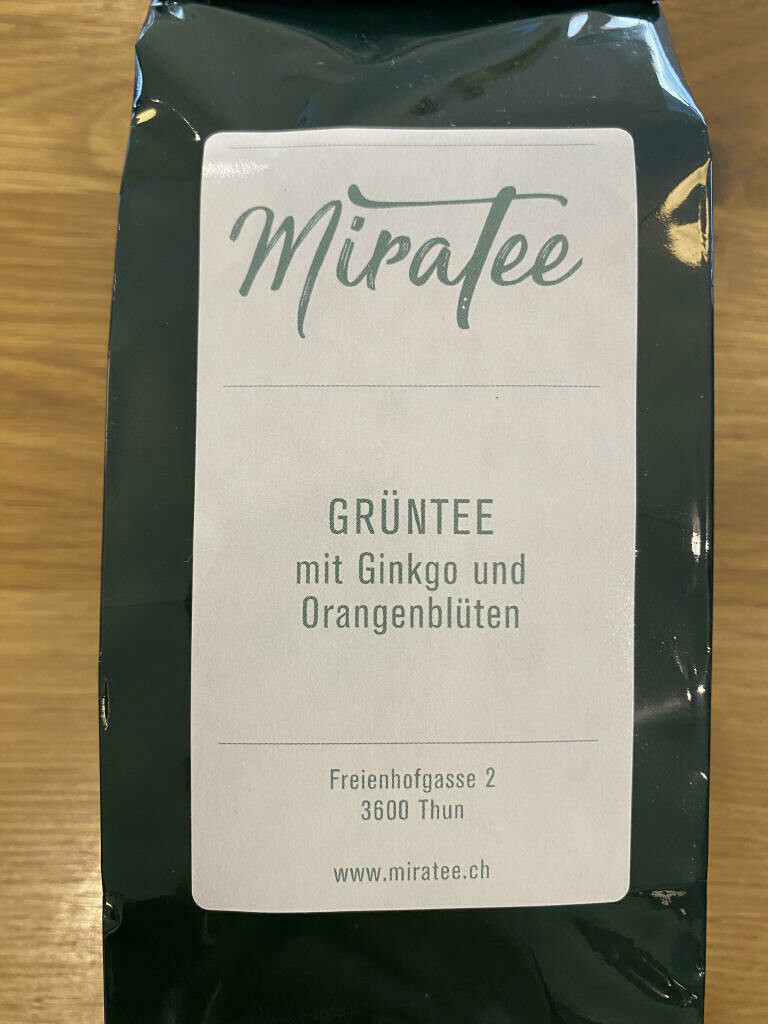 MiraTee
GRÜNTEE
mit Ginkgo und
Orangenblüten
Freienhofgasse 2
3600 Thun
www.miratee.ch